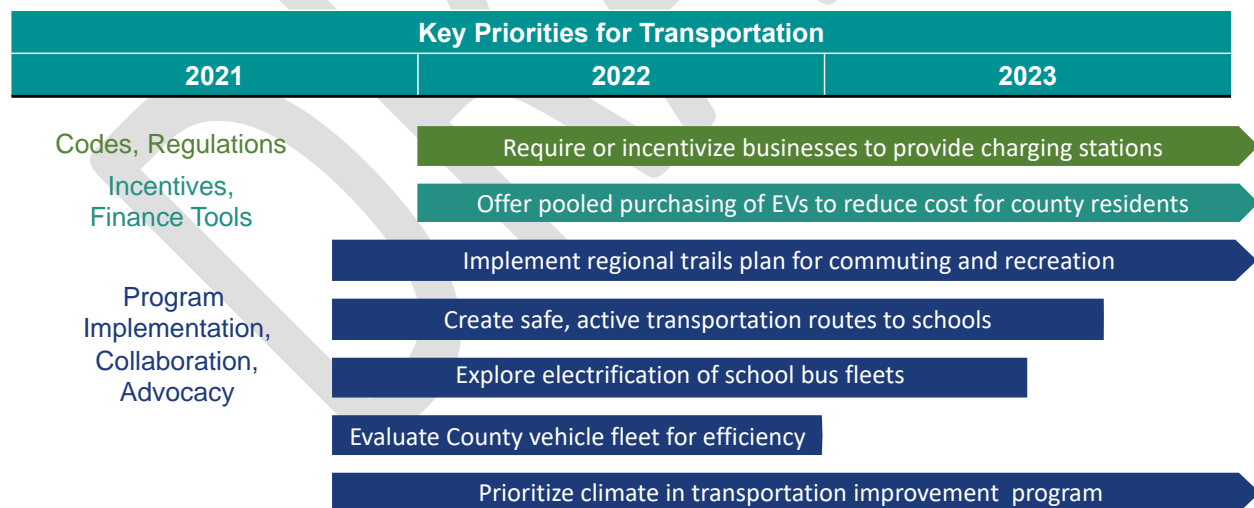 Key Priorities for Transportation
2021 2022 2023
Codes, Regulations
Require or incentivize businesses to provide charging stations
Incentives,
Finance Tools
Offer pooled purchasing of EVs to reduce cost for county residents
Implement regional trails plan for commuting and recreation
Program
Implementation,
Collaboration,
Advocacy
Create safe, active transportation routes to schools
Explore electrification of school bus fleets
Evaluate County vehicle fleet for efficiency
Prioritize climate in transportation improvement program